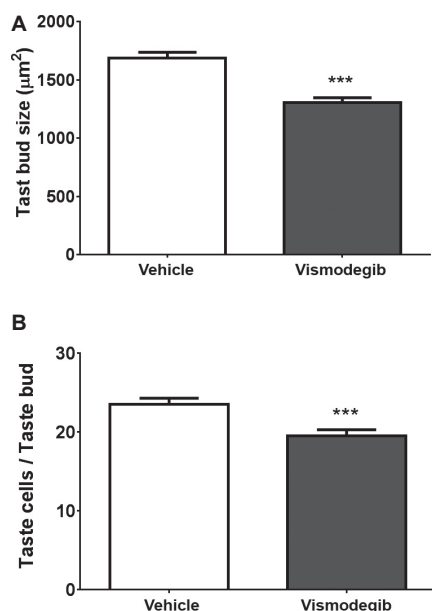 A
Tast bud size (μm²)
2000
1500
1000
500
0
***
Vehicle
Vismodegib
B
Taste cells / Taste bud
30
20
10
0
***
Vehicle
Vismodegib